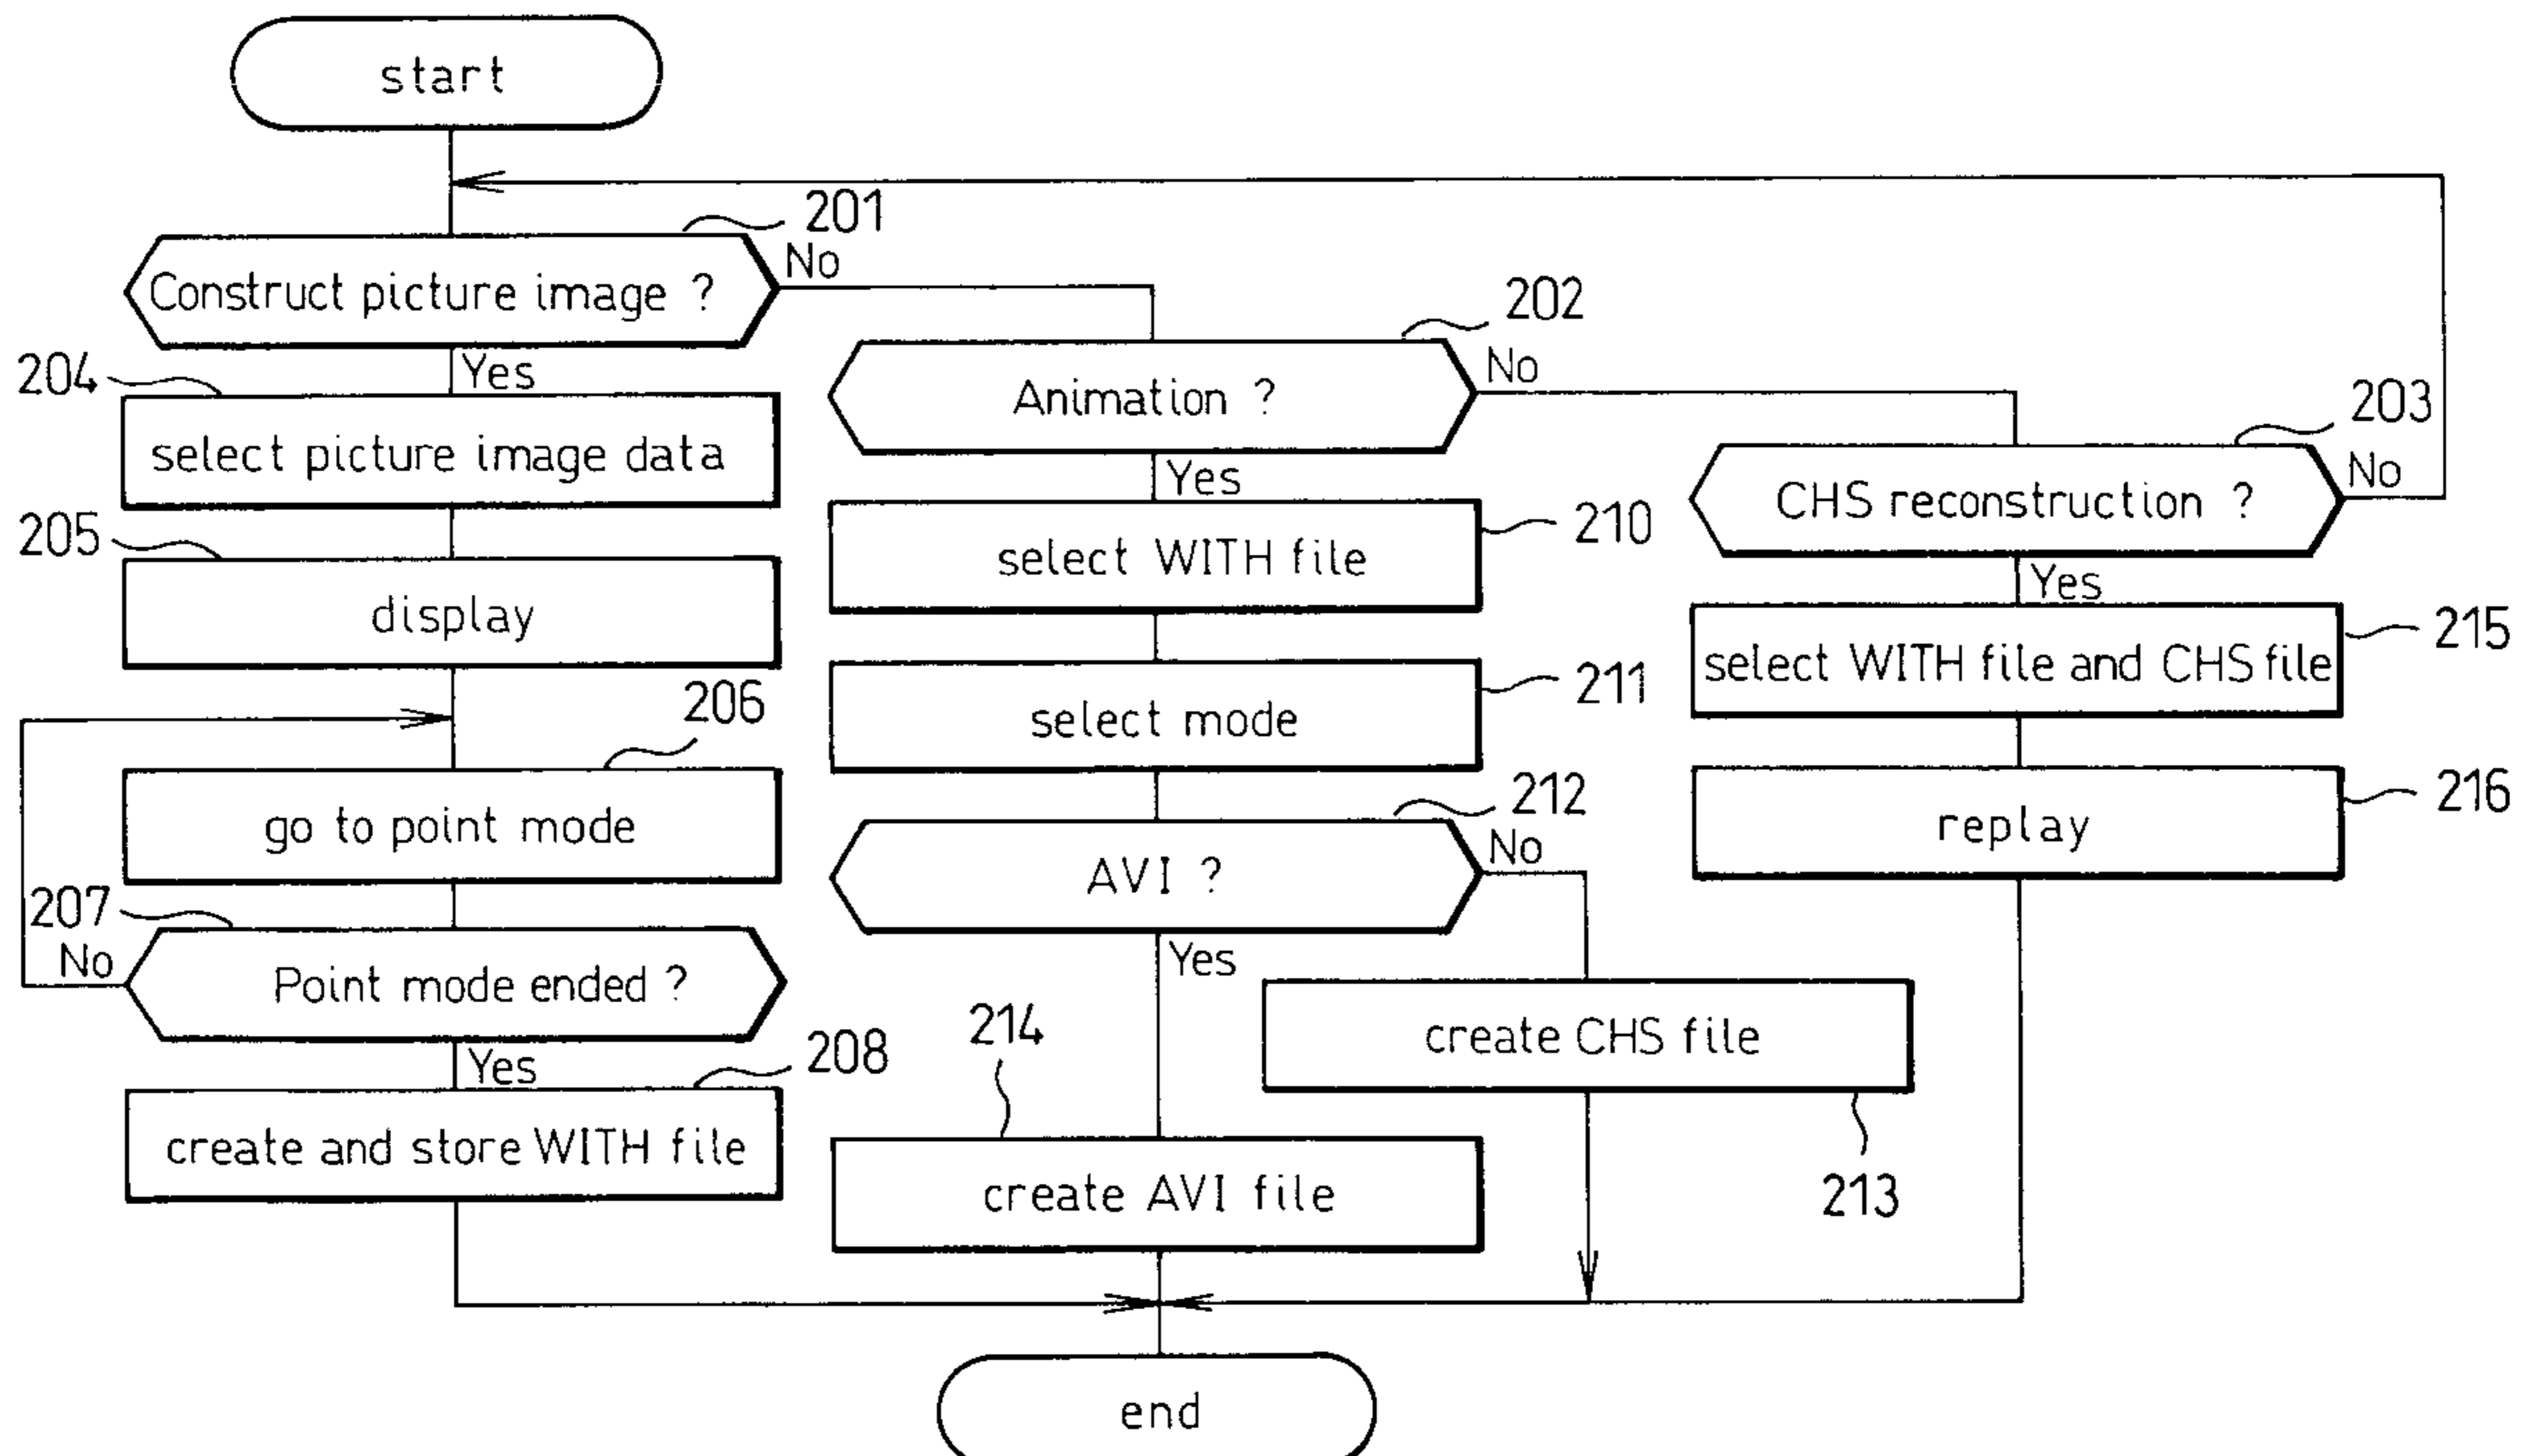 start
201
Construct picture image ?
No
Yes
202
Animation ?
No
Yes
203
CHS reconstruction ?
No
Yes
204
select picture image data
205
display
206
go to point mode
207
Point mode ended ?
No
Yes
208
create and store WITH file
210
select WITH file
211
select mode
212
AVI ?
No
Yes
214
create AVI file
create CHS file
213
215
select WITH file and CHS file
216
replay
end